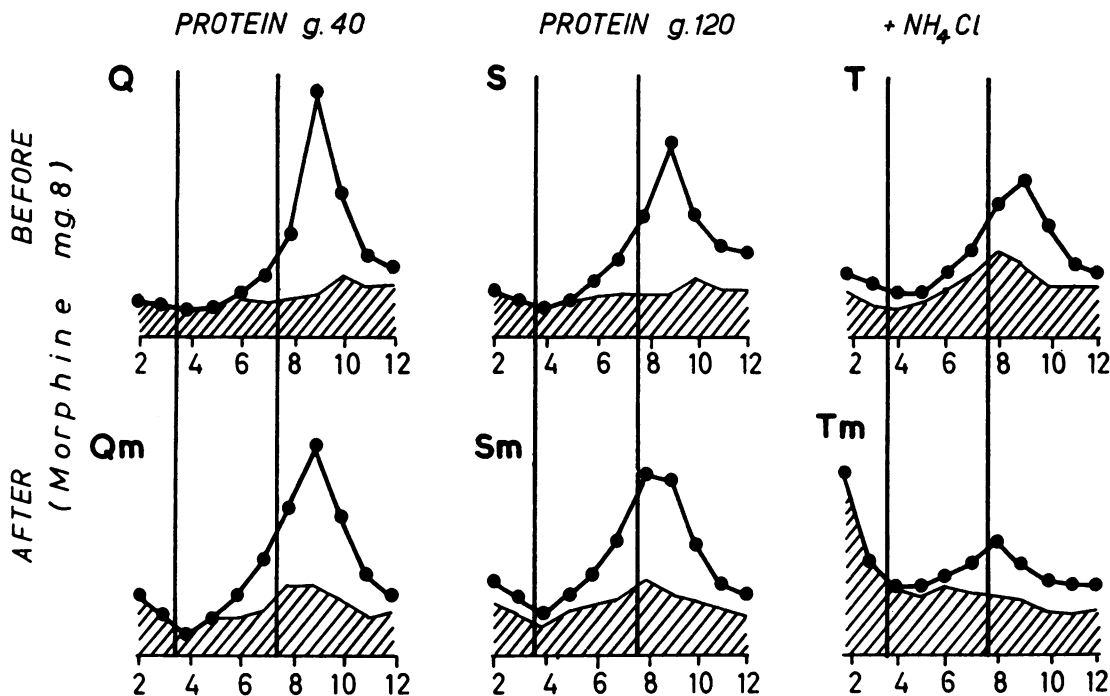 PROTEIN g. 40
PROTEIN g. 120
+ NH₄Cl
BEFORE
AFTER
(Morphine mg. 8)
Q
2 4 6 8 10 12
S
2 4 6 8 10 12
T
2 4 6 8 10 12
Qm
2 4 6 8 10 12
Sm
2 4 6 8 10 12
Tm
2 4 6 8 10 12